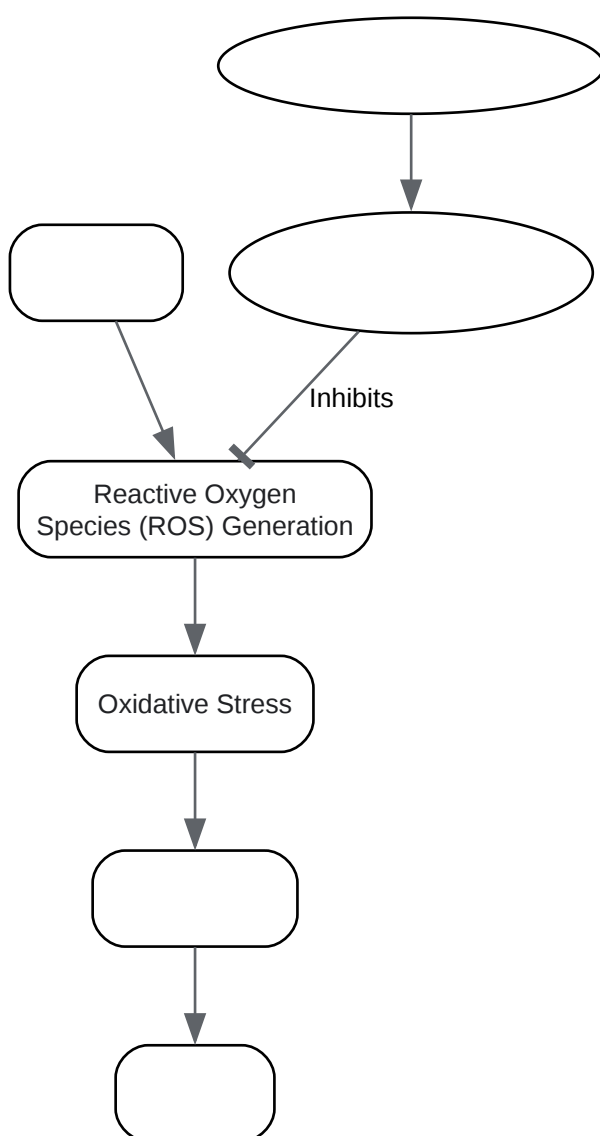 Inhibits
Reactive Oxygen
Species (ROS) Generation
Oxidative Stress